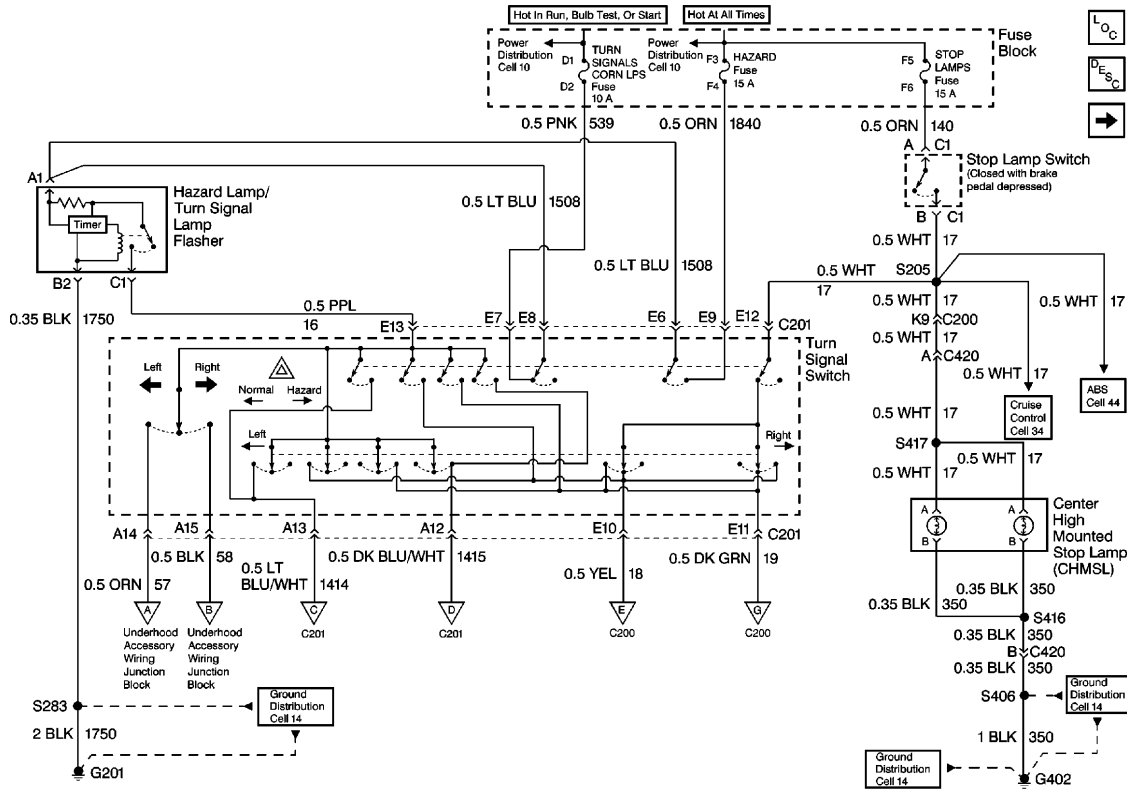 Hot In Run, Bulb Test, Or Start
Hot At All Times
Fuse
Block
L
O
C
D
E
S
C
Power
Distribution
Cell 10
D1
D2
TURN
SIGNALS
CORN LPS
Fuse
10 A
Power
Distribution
Cell 10
F3
F4
HAZARD
Fuse
15 A
F5
F6
STOP
LAMPS
Fuse
15 A
0.5 PNK 539
0.5 ORN 1840
0.5 ORN 140
A C1
Stop Lamp Switch
(Closed with brake
pedal depressed)
B C1
A1
Hazard Lamp/
Turn Signal
Lamp
Flasher
Timer
B2
C1
0.5 LT BLU 1508
0.5 LT BLU 1508
0.5 WHT 17
0.5 WHT
17
S205
0.35 BLK 1750
0.5 PPL
16
0.5 WHT 17
K9 C200
0.5 WHT 17
A C420
0.5 WHT 17
0.5 WHT 17
E13
E7
E8
E6
E9
E12
C201
Turn
Signal
Switch
Cruise
Control
Cell 34
ABS
Cell 44
Left
Right
Normal
Hazard
Left
Right
0.5 WHT 17
S417
0.5 WHT 17
0.5 WHT 17
A
B
A
B
Center
High
Mounted
Stop Lamp
(CHMSL)
A14
A15
A13
A12
E10
E11
C201
0.5 ORN 57
0.5 BLK 58
0.5 LT
BLU/WHT 1414
0.5 DK BLU/WHT 1415
0.5 YEL 18
0.5 DK GRN 19
A
B
C
D
E
G
Underhood
Accessory
Wiring
Junction
Block
Underhood
Accessory
Wiring
Junction
Block
C201
C201
C200
C200
0.35 BLK 350
0.35 BLK 350
S416
0.35 BLK 350
B C420
0.35 BLK 350
S406
Ground
Distribution
Cell 14
1 BLK 350
Ground
Distribution
Cell 14
G402
S283
Ground
Distribution
Cell 14
2 BLK 1750
G201